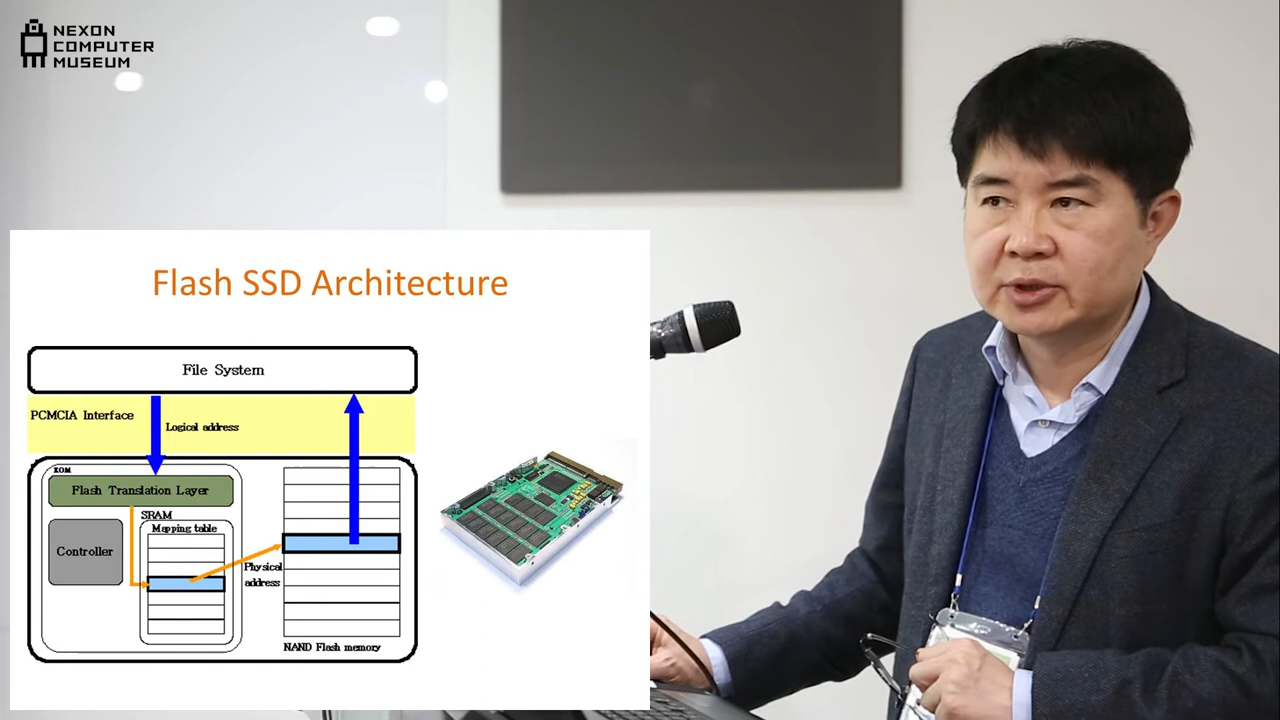 NEXON
COMPUTER
MUSEUM
Flash SSD Architecture
File System
PCMCIA Interface
Logical address
ROM
Flash Translation Layer
SRAM
Mapping table
Controller
Physical
address
NAND Flash memory